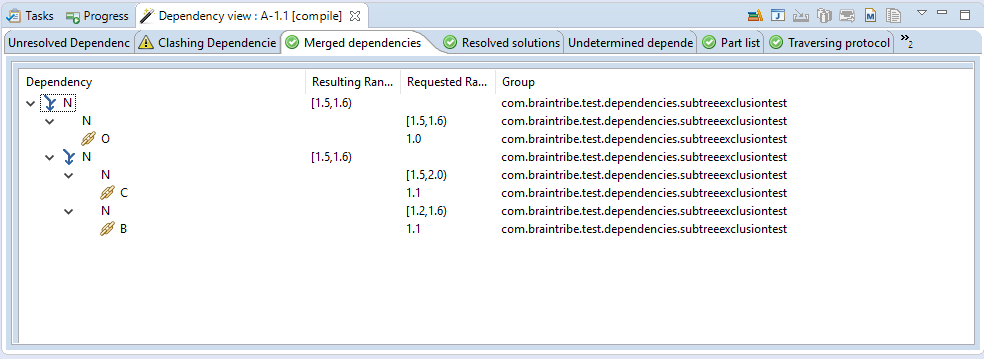 Tasks Progress Dependency view : A-1.1 [compile]
Unresolved Dependenc Clashing Dependencie Merged dependencies Resolved solutions Undetermined depende Part list Traversing protocol »2
Dependency Resulting Ran... Requested Ra... Group
N [1.5,1.6) com.braintribe.test.dependencies.subtreeexclusiontest
N [1.5,1.6) com.braintribe.test.dependencies.subtreeexclusiontest
O 1.0 com.braintribe.test.dependencies.subtreeexclusiontest
N [1.5,1.6) com.braintribe.test.dependencies.subtreeexclusiontest
N [1.5,2.0) com.braintribe.test.dependencies.subtreeexclusiontest
C 1.1 com.braintribe.test.dependencies.subtreeexclusiontest
N [1.2,1.6) com.braintribe.test.dependencies.subtreeexclusiontest
B 1.1 com.braintribe.test.dependencies.subtreeexclusiontest